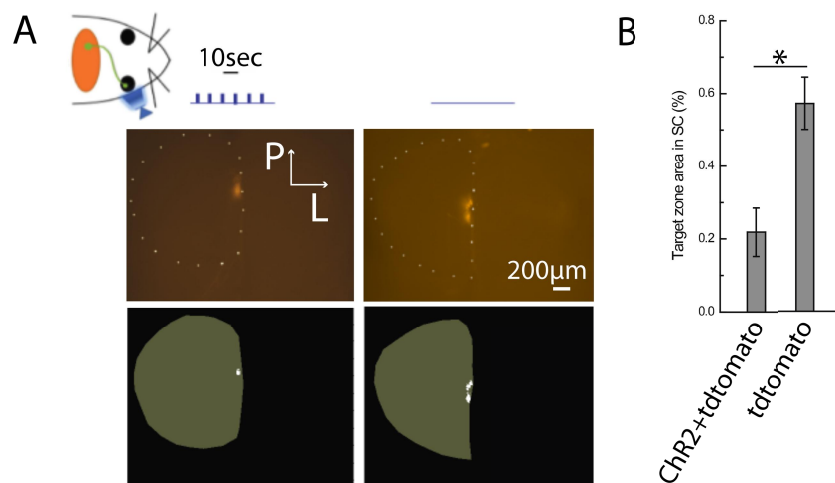 A
10sec
P
L
200µm
B
*
0.8
0.6
0.4
0.2
0.0
Target zone area in SC (%)
ChR2+tdtomato
tdtomato